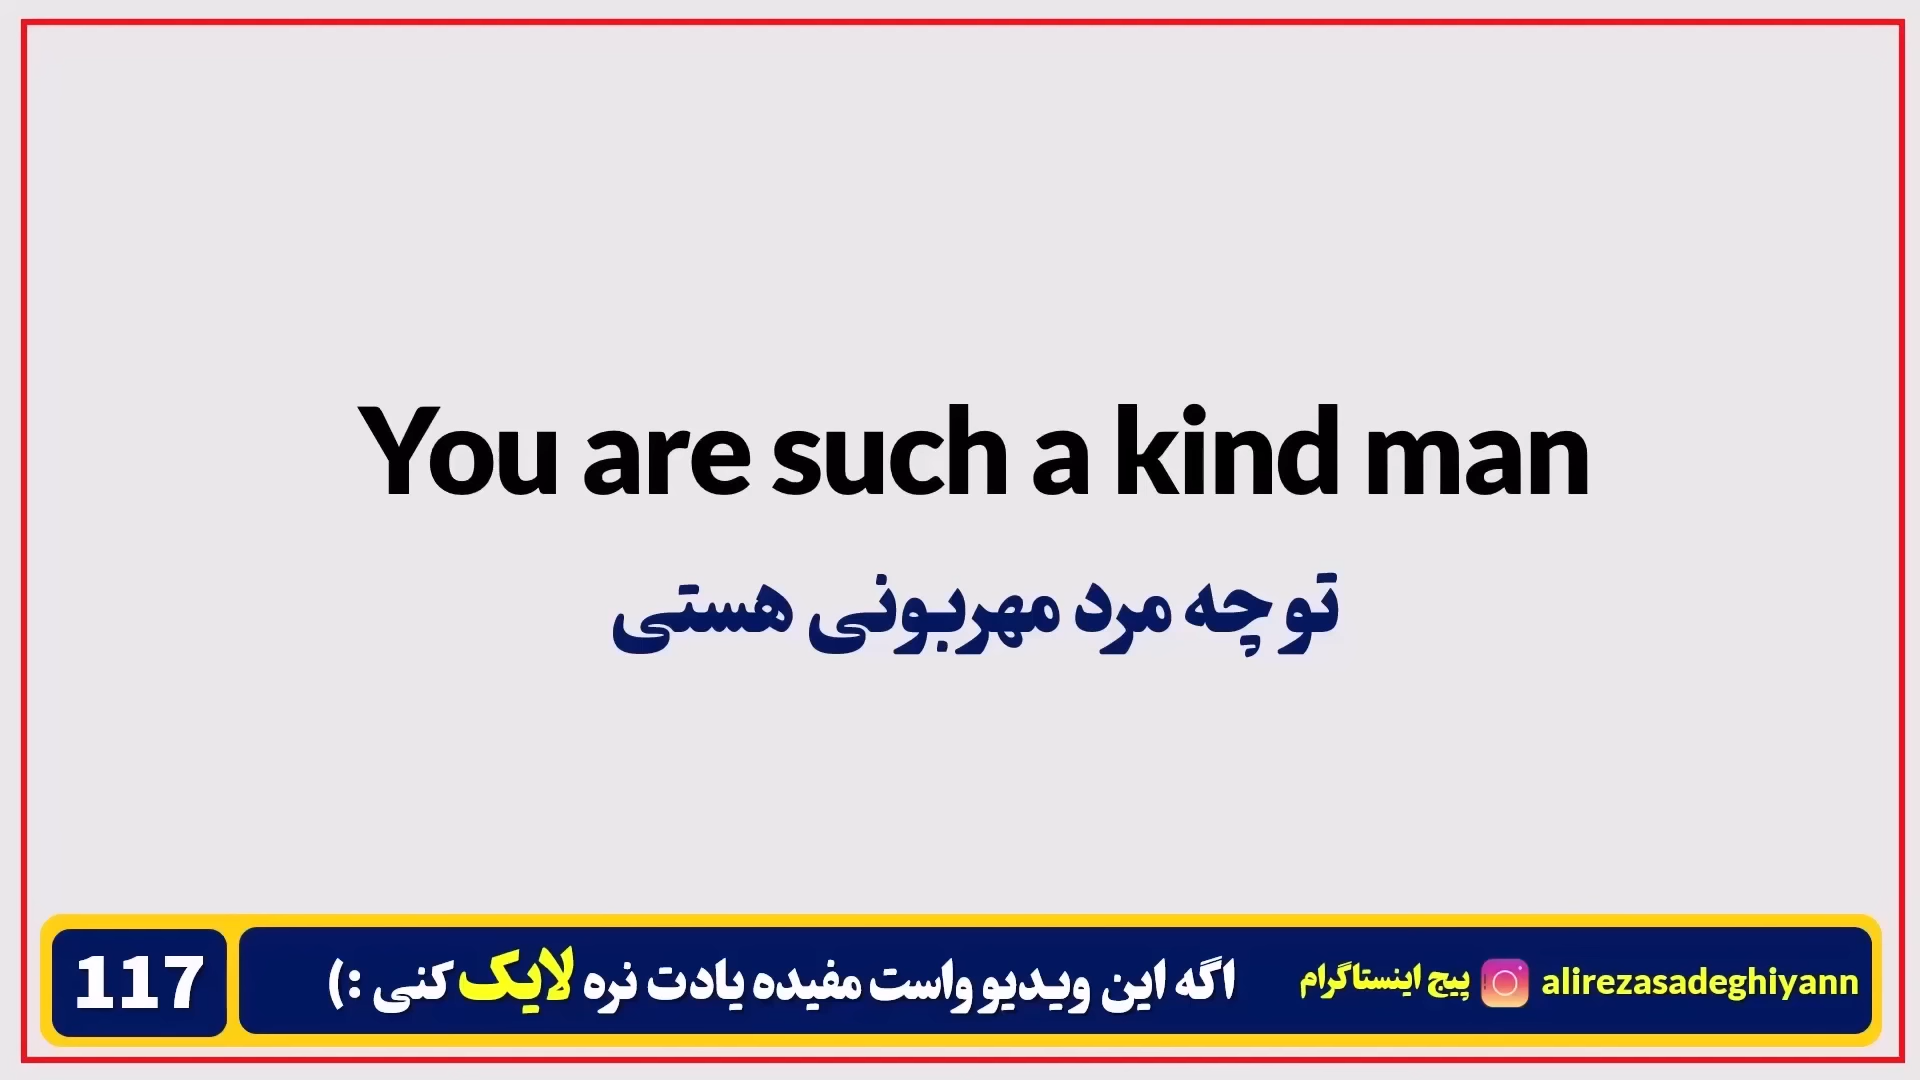 You are such a kind man
تو چه مرد مهربونی هستی
117
اگه این ویدیو واست مفیده یادت نره لایک کنی :)
پیج اینستاگرام alirezasadeghiyann